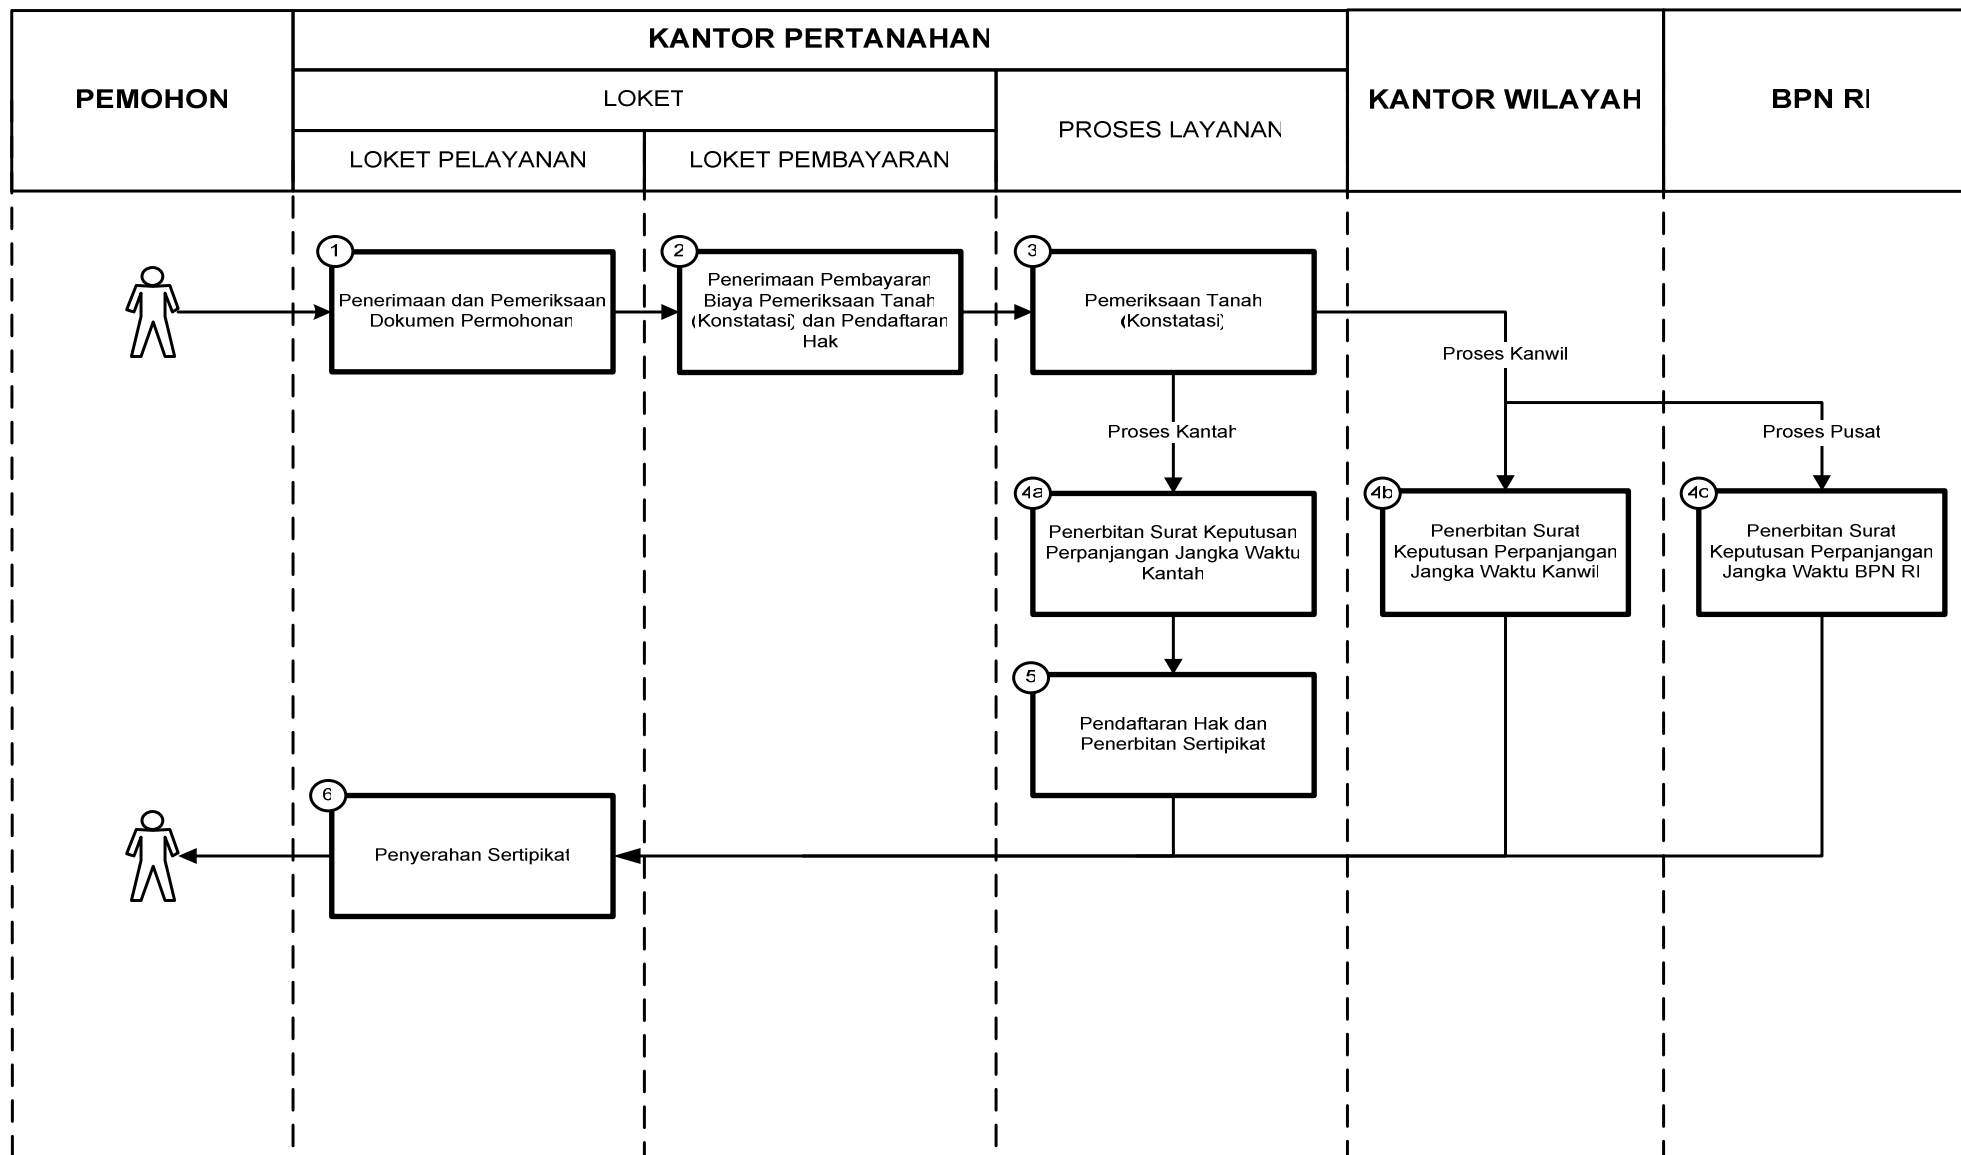 PEMOHON
KANTOR PERTANAHAN
LOKET
LOKET PELAYANAN
LOKET PEMBAYARAN
PROSES LAYANAN
KANTOR WILAYAH
BPN RI
1
Penerimaan dan Pemeriksaan
Dokumen Permohonan
2
Penerimaan Pembayaran
Biaya Pemeriksaan Tanah
(Konstatasi) dan Pendaftaran
Hak
3
Pemeriksaan Tanah
(Konstatasi)
Proses Kanwil
Proses Kantah
Proses Pusat
4a
Penerbitan Surat Keputusan
Perpanjangan Jangka Waktu
Kantah
4b
Penerbitan Surat
Keputusan Perpanjangan
Jangka Waktu Kanwil
4c
Penerbitan Surat
Keputusan Perpanjangan
Jangka Waktu BPN RI
5
Pendaftaran Hak dan
Penerbitan Sertipikat
6
Penyerahan Sertipikat